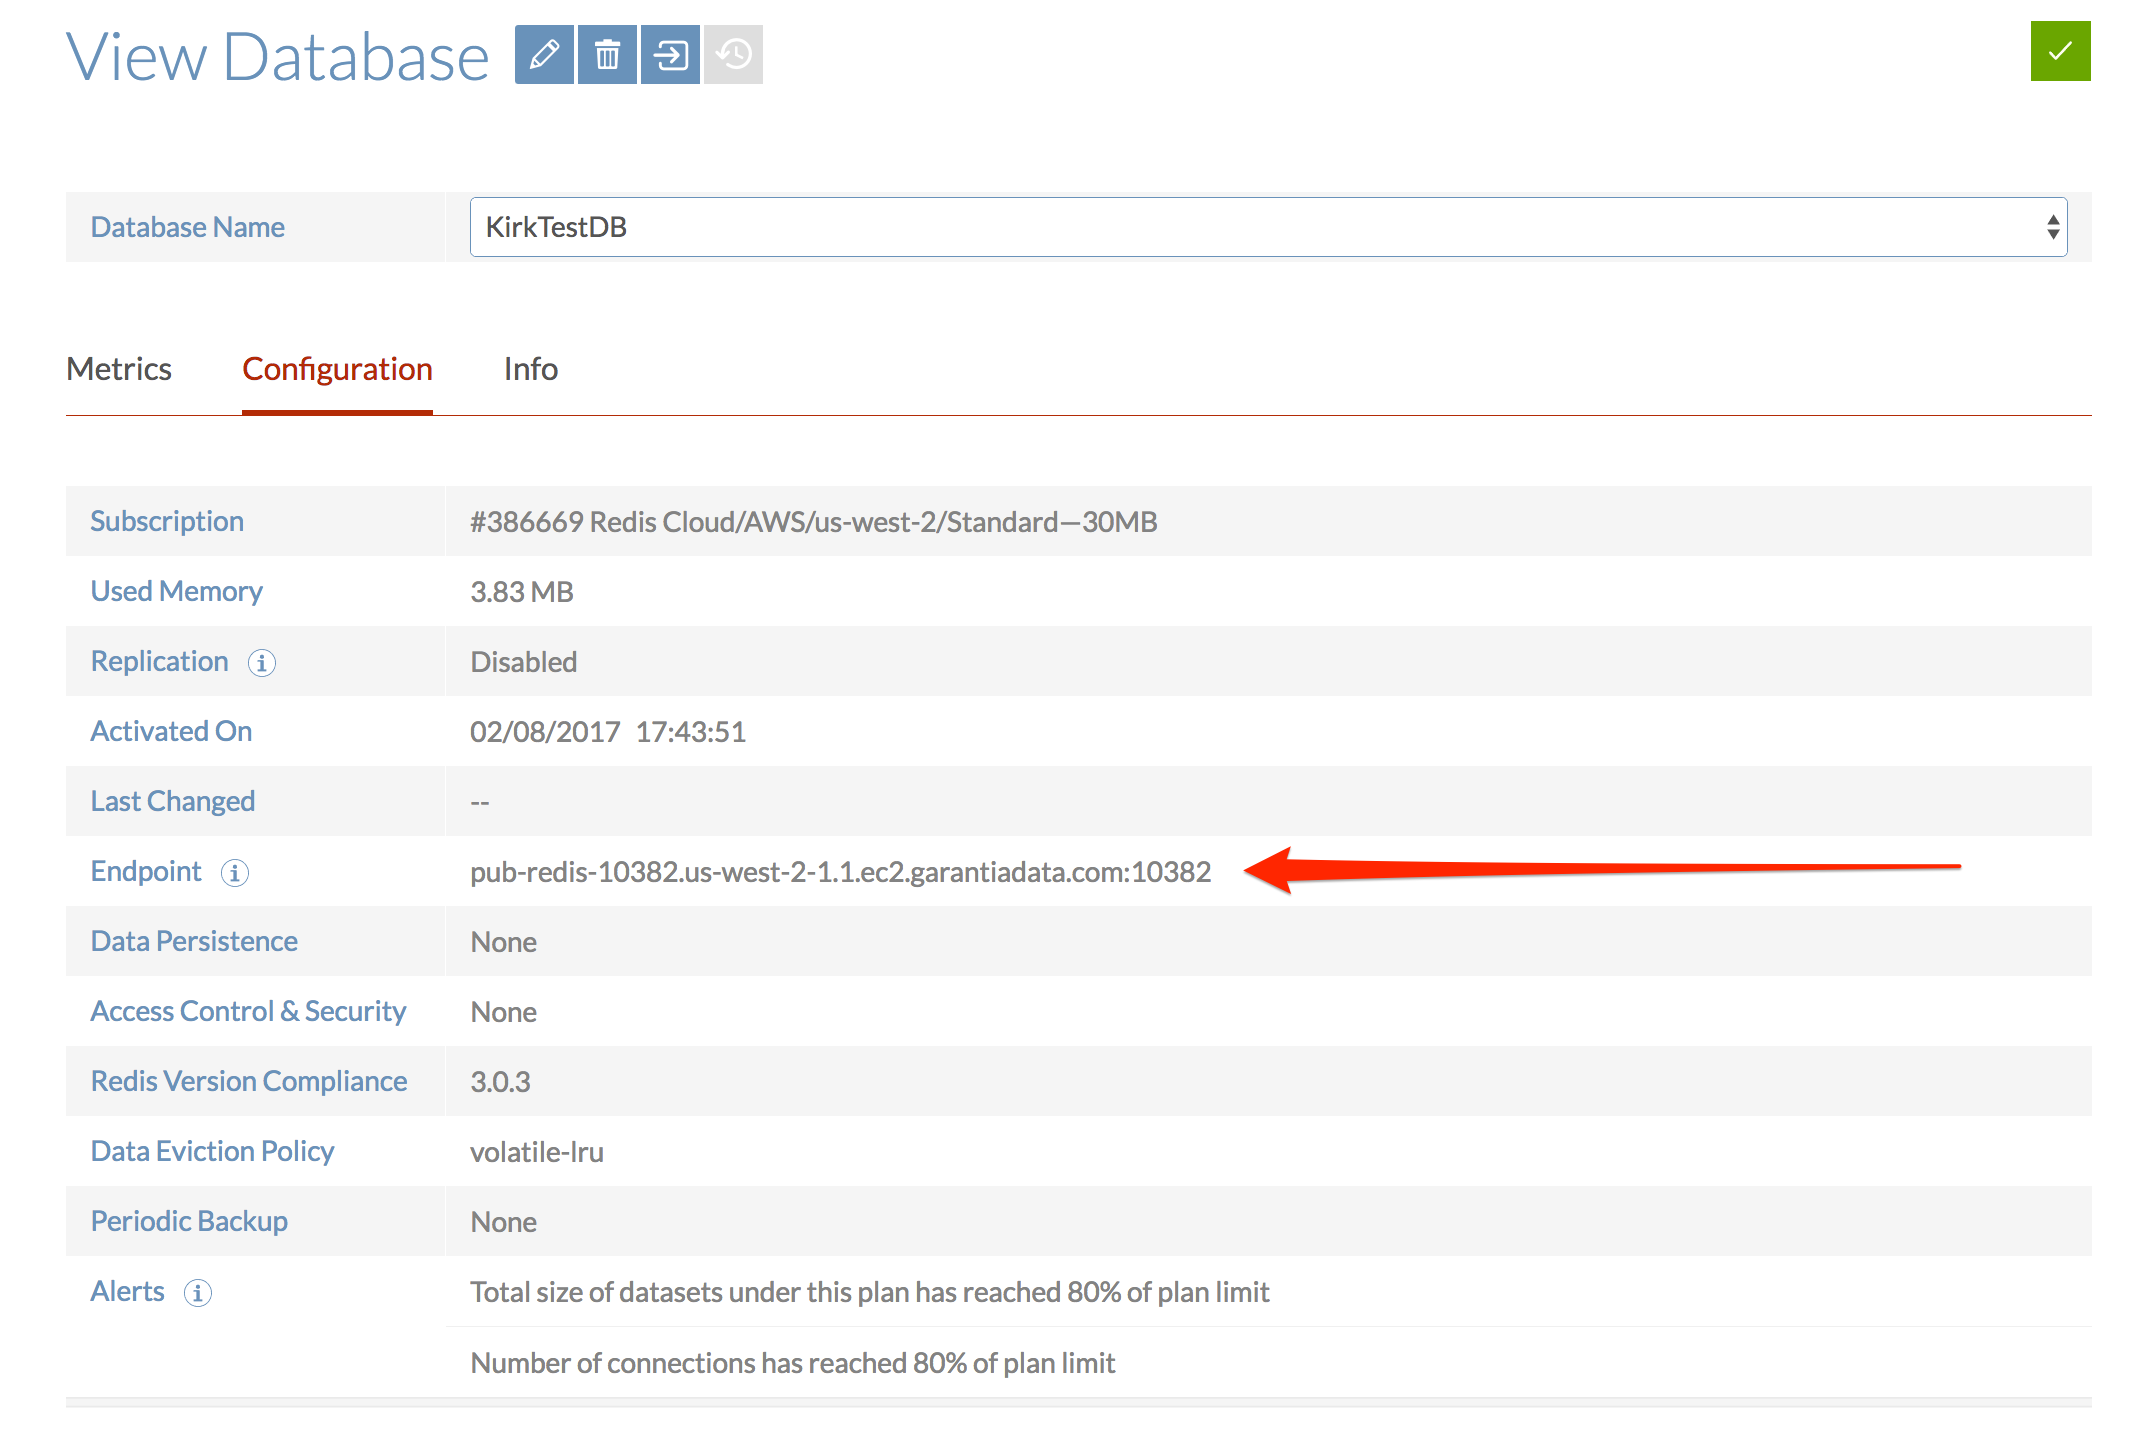 View Database
Database Name KirkTestDB
Metrics Configuration Info
Subscription #386669 Redis Cloud/AWS/us-west-2/Standard—30MB
Used Memory 3.83 MB
Replication i Disabled
Activated On 02/08/2017 17:43:51
Last Changed --
Endpoint i pub-redis-10382.us-west-2-1.1.ec2.garantiadata.com:10382
Data Persistence None
Access Control & Security None
Redis Version Compliance 3.0.3
Data Eviction Policy volatile-lru
Periodic Backup None
Alerts i Total size of datasets under this plan has reached 80% of plan limit
Number of connections has reached 80% of plan limit